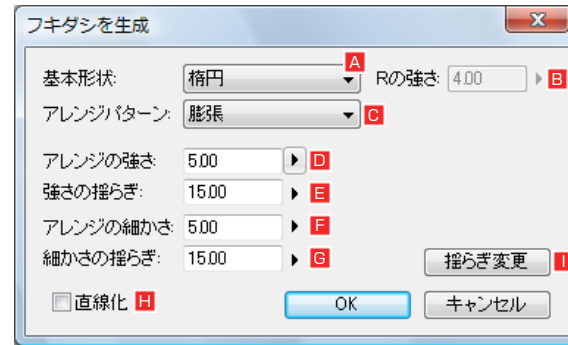 フキダシを生成
基本形状: 楕円 A Rの強さ: 4.00 B
アレンジパターン: 膨張 C
アレンジの強さ: 5.00 D
強さの揺らぎ: 15.00 E
アレンジの細かさ: 5.00 F
細かさの揺らぎ: 15.00 G 揺らぎ変更 I
直線化 H OK キャンセル